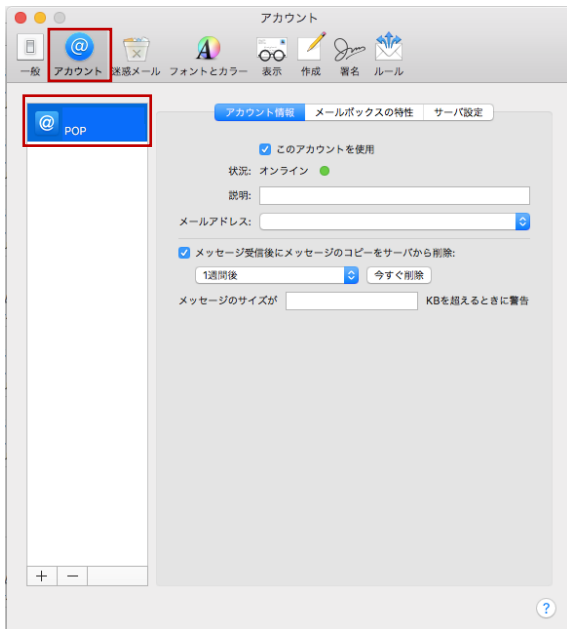 アカウント
一般 アカウント 迷惑メール フォントとカラー 表示 作成 署名 ルール
@ POP
アカウント情報 メールボックスの特性 サーバ設定
このアカウントを使用
状況: オンライン
説明:
メールアドレス:
メッセージ受信後にメッセージのコピーをサーバから削除:
1週間後 今すぐ削除
メッセージのサイズが KBを超えるときに警告
+ −
?